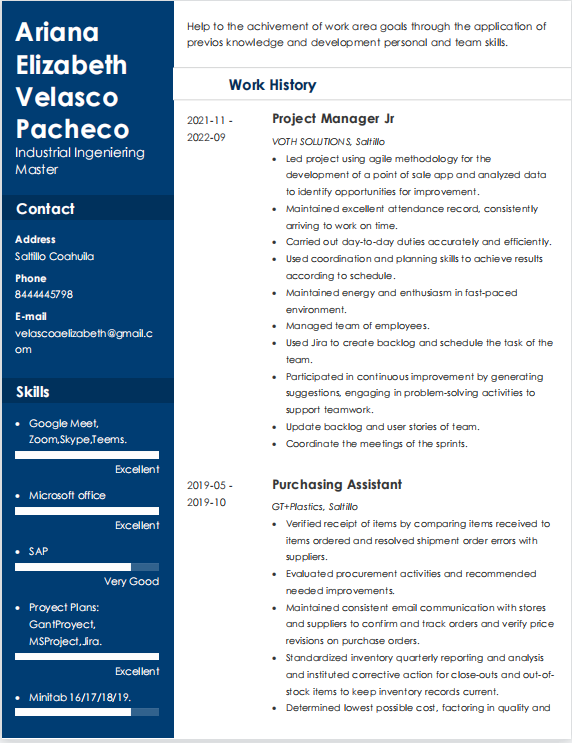 Ariana
Elizabeth
Velasco
Pacheco
Industrial Ingeniering
Master
Contact
Address
Saltillo Coahuila
Phone
8444445798
E-mail
velascoaelizabeth@gmail.c
om
Skills
• Google Meet,
Zoom,Skype,Teems.
Excellent
• Microsoft office
Excellent
• SAP
Very Good
• Proyect Plans:
GantProyect,
MSProject,Jira.
Excellent
• Minitab 16/17/18/19.
Help to the achivement of work area goals through the application of
previos knowledge and development personal and team skills.
Work History
2021-11 -
2022-09
Project Manager Jr
VOTH SOLUTIONS, Saltillo
• Led project using agile methodology for the
development of a point of sale app and analyzed data
to identify opportunities for improvement.
• Maintained excellent attendance record, consistently
arriving to work on time.
• Carried out day-to-day duties accurately and efficiently.
• Used coordination and planning skills to achieve results
according to schedule.
• Maintained energy and enthusiasm in fast-paced
environment.
• Managed team of employees.
• Used Jira to create backlog and schedule the task of the
team.
• Participated in continuous improvement by generating
suggestions, engaging in problem-solving activities to
support teamwork.
• Update backlog and user stories of team.
• Coordinate the meetings of the sprints.
2019-05 -
2019-10
Purchasing Assistant
GT+Plastics, Saltillo
• Verified receipt of items by comparing items received to
items ordered and resolved shipment order errors with
suppliers.
• Evaluated procurement activities and recommended
needed improvements.
• Maintained consistent email communication with stores
and suppliers to confirm and track orders and verify price
revisions on purchase orders.
• Standardized inventory quarterly reporting and analysis
and instituted corrective action for close-outs and out-of-
stock items to keep inventory records current.
• Determined lowest possible cost, factoring in quality and